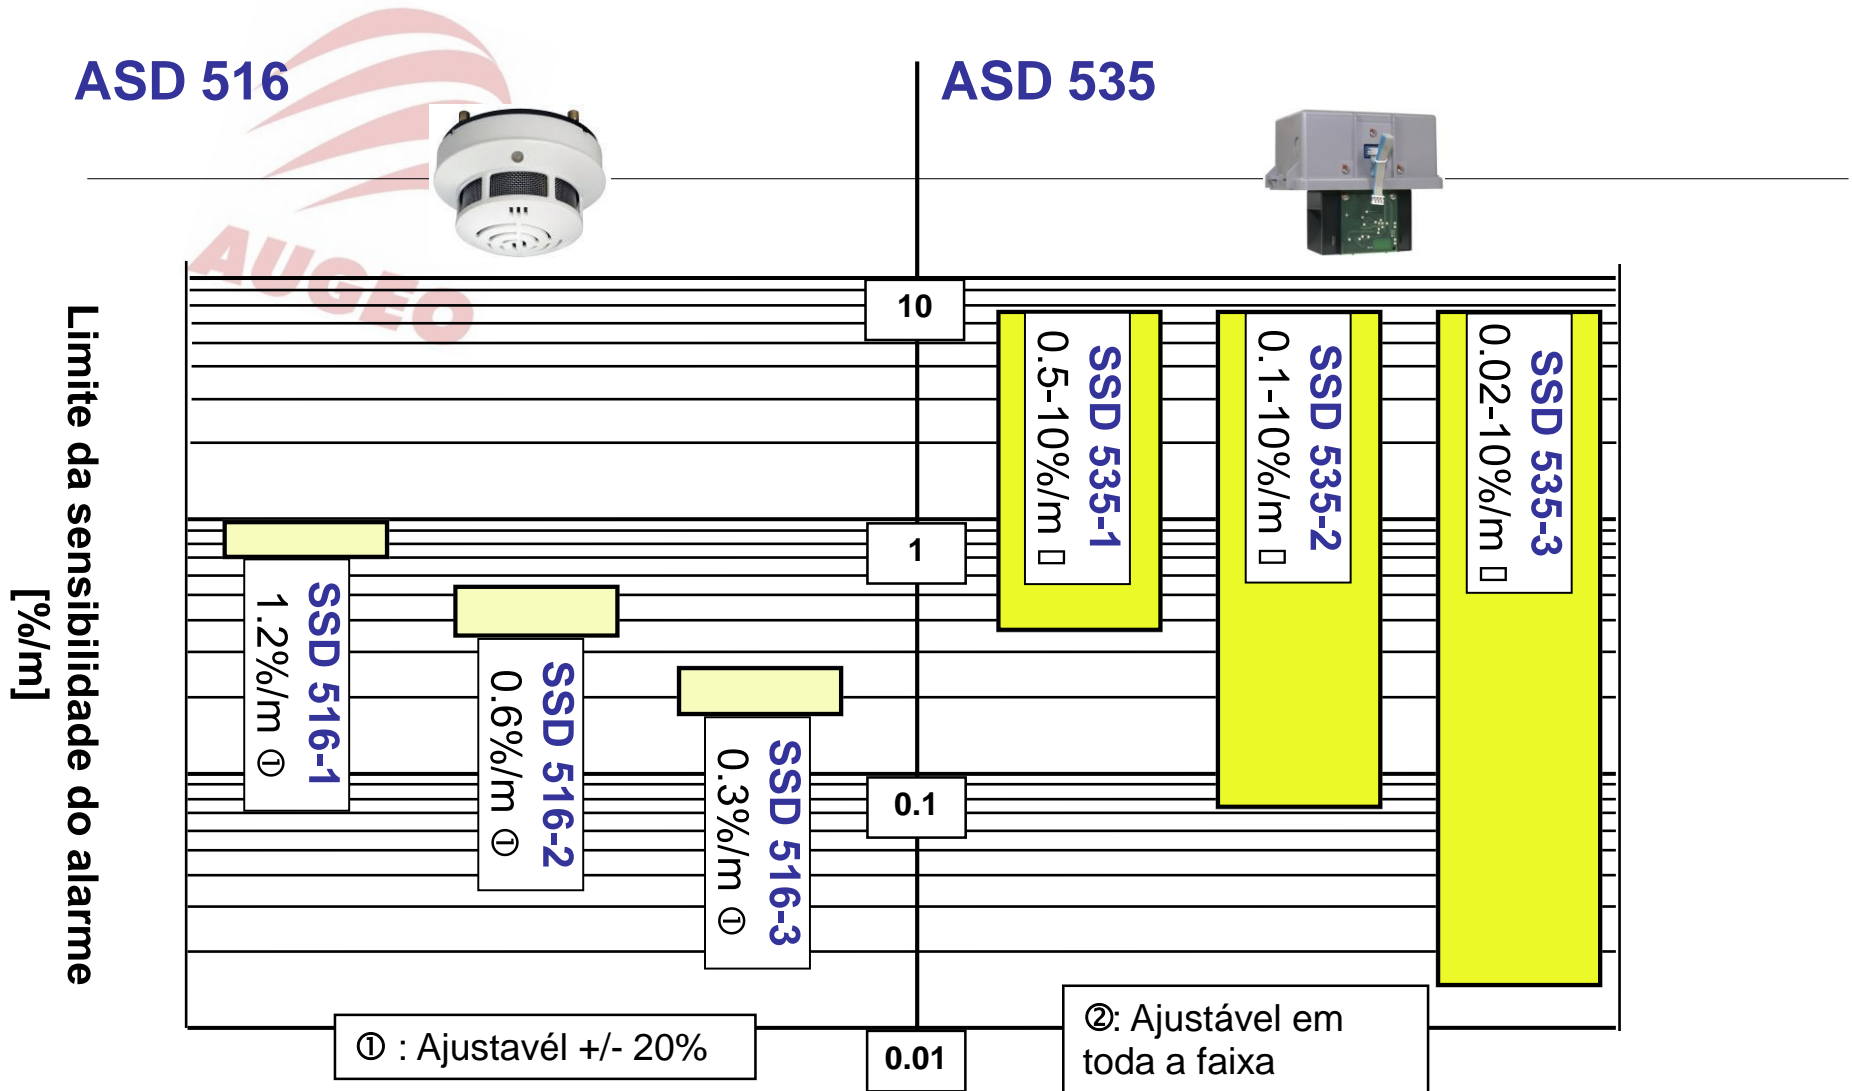 ASD 516
ASD 535
AUGEO
Limite da sensibilidade do alarme
[%/m]
10
1
0.1
0.01
SSD 516-1
1.2%/m ①
SSD 516-2
0.6%/m ①
SSD 516-3
0.3%/m ①
SSD 535-1
0.5-10%/m 
SSD 535-2
0.1-10%/m 
SSD 535-3
0.02-10%/m 
① : Ajustavél +/- 20%
②: Ajustável em
toda a faixa